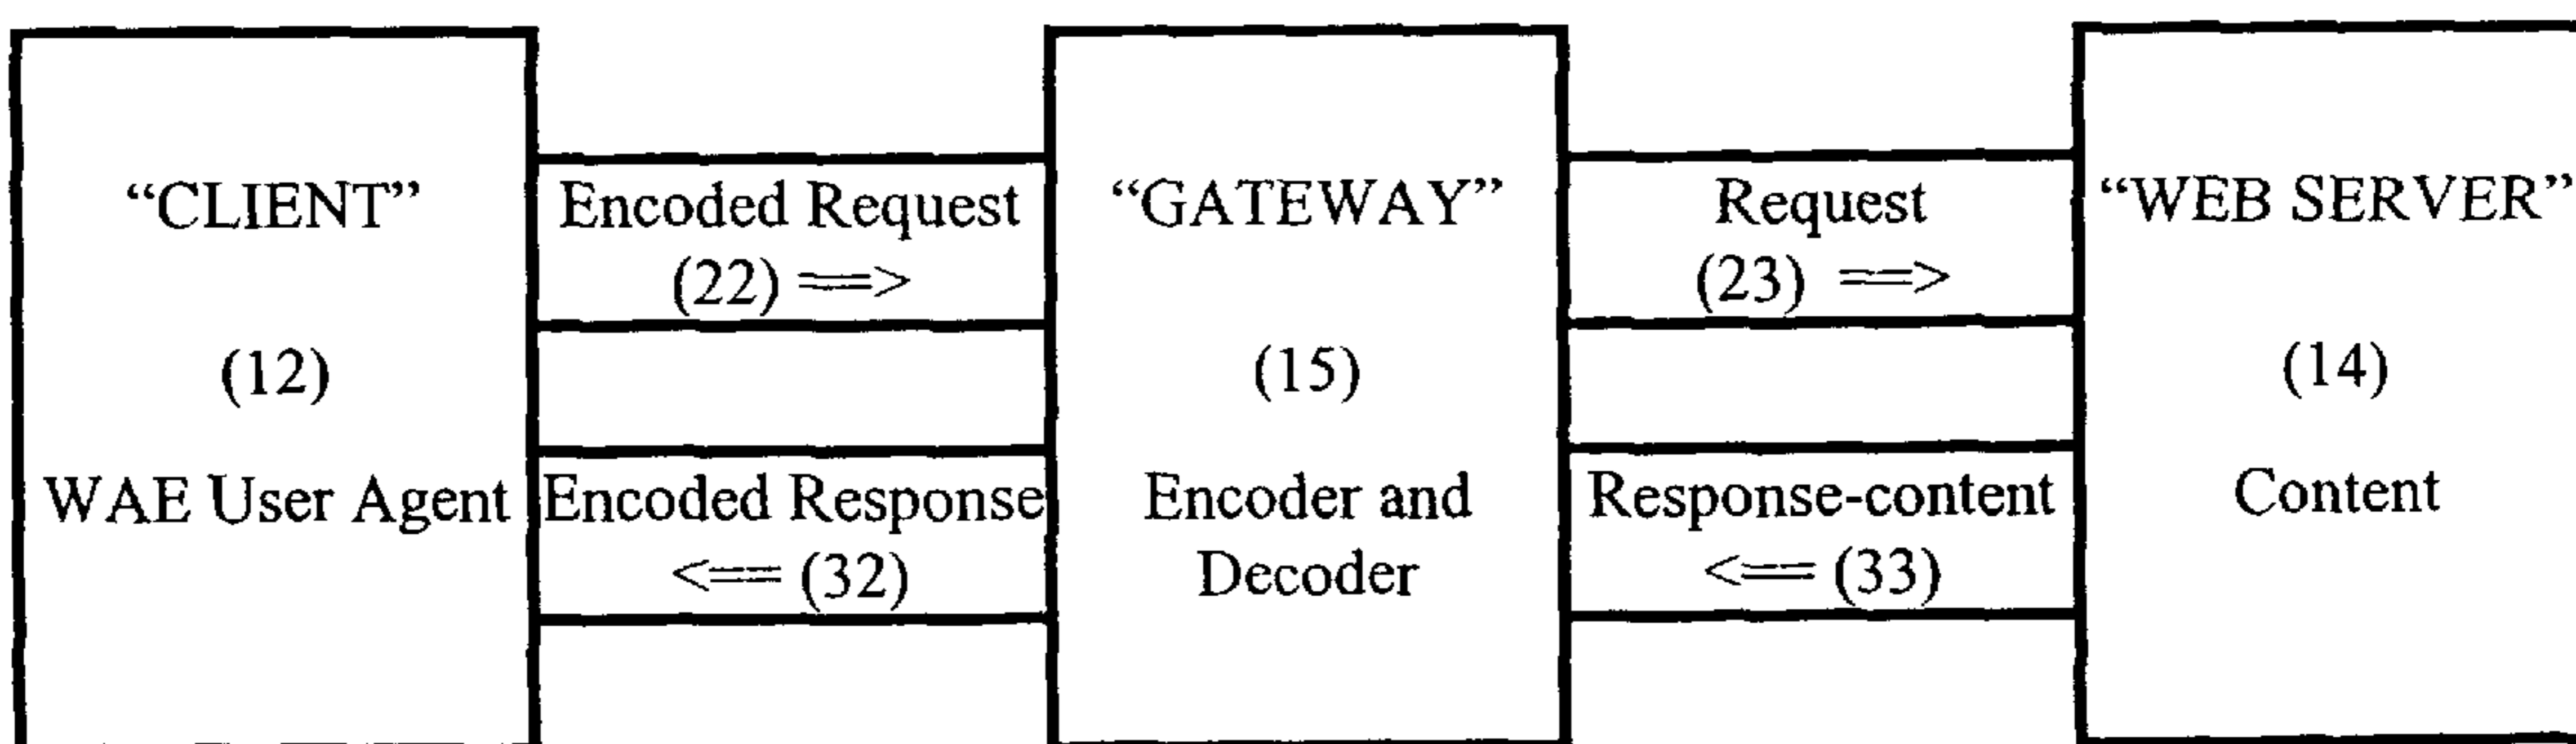 “CLIENT”
(12)
WAE User Agent
Encoded Request
(22) ==>
Encoded Response
<== (32)
“GATEWAY”
(15)
Encoder and
Decoder
Request
(23) ==>
Response-content
<== (33)
“WEB SERVER”
(14)
Content